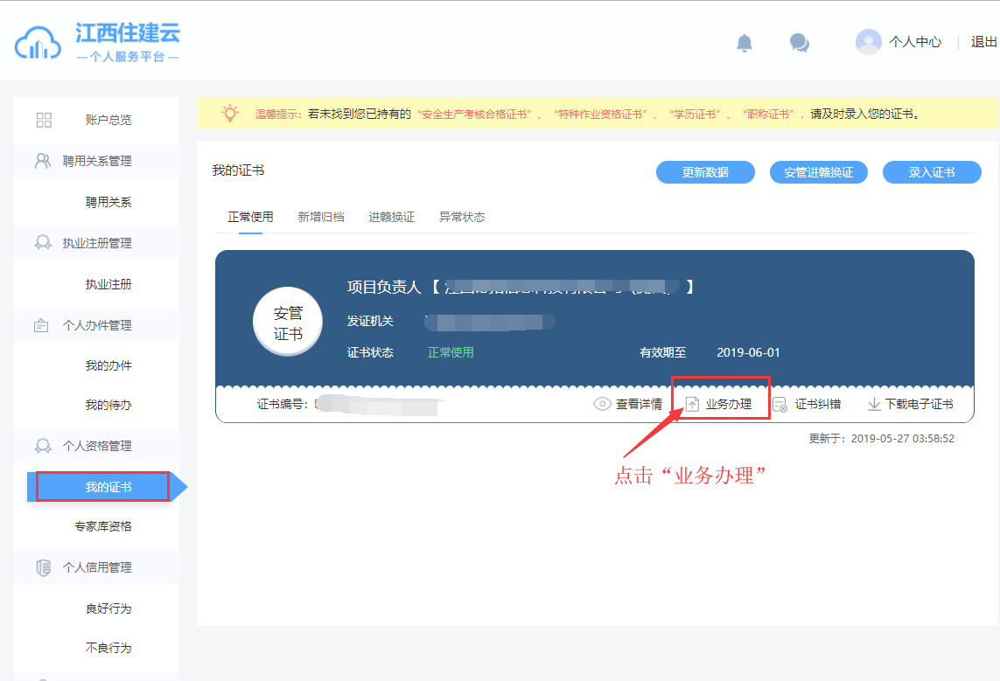 江西住建云
个人服务平台
个人中心
退出
账户总览
聘用关系管理
聘用关系
执业注册管理
执业注册
个人办件管理
我的办件
我的待办
个人资格管理
我的证书
专家库资格
个人信用管理
良好行为
不良行为
温馨提示：若未找到您已持有的“安全生产考核合格证书”、“特种作业资格证书”、“学历证书”、“职称证书”，请及时录入您的证书。
我的证书
更新数据
安管进赣换证
录入证书
正常使用 新增归档 进赣换证 异常状态
安管
证书
项目负责人【 】
发证机关
证书状态 正常使用 有效期至 2019-06-01
证书编号： 查看详情 业务办理 证书纠错 下载电子证书
更新于：2019-05-27 03:58:52
点击“业务办理”